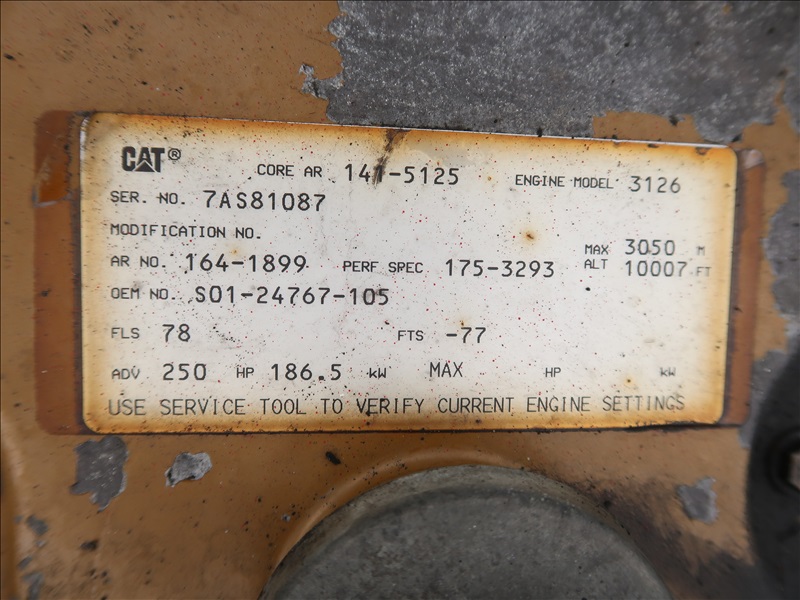 CAT® CORE AR 141-5125 ENGINE MODEL 3126
SER. NO. 7AS81087
MODIFICATION NO.
AR NO. 164-1899 PERF SPEC 175-3293 MAX ALT 3050 M 10007 FT
OEM NO. S01-24767-105
FLS 78 FTS -77
ADV 250 HP 186.5 kW MAX HP kW
USE SERVICE TOOL TO VERIFY CURRENT ENGINE SETTINGS